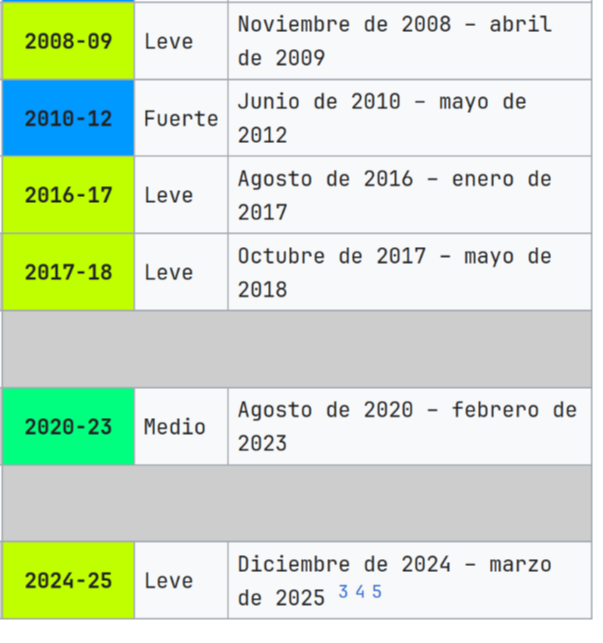 2008-09 Leve Noviembre de 2008 – abril
de 2009
2010-12 Fuerte Junio de 2010 – mayo de
2012
2016-17 Leve Agosto de 2016 – enero de
2017
2017-18 Leve Octubre de 2017 – mayo de
2018
2020-23 Medio Agosto de 2020 – febrero de
2023
2024-25 Leve Diciembre de 2024 – marzo
de 2025 3 4 5